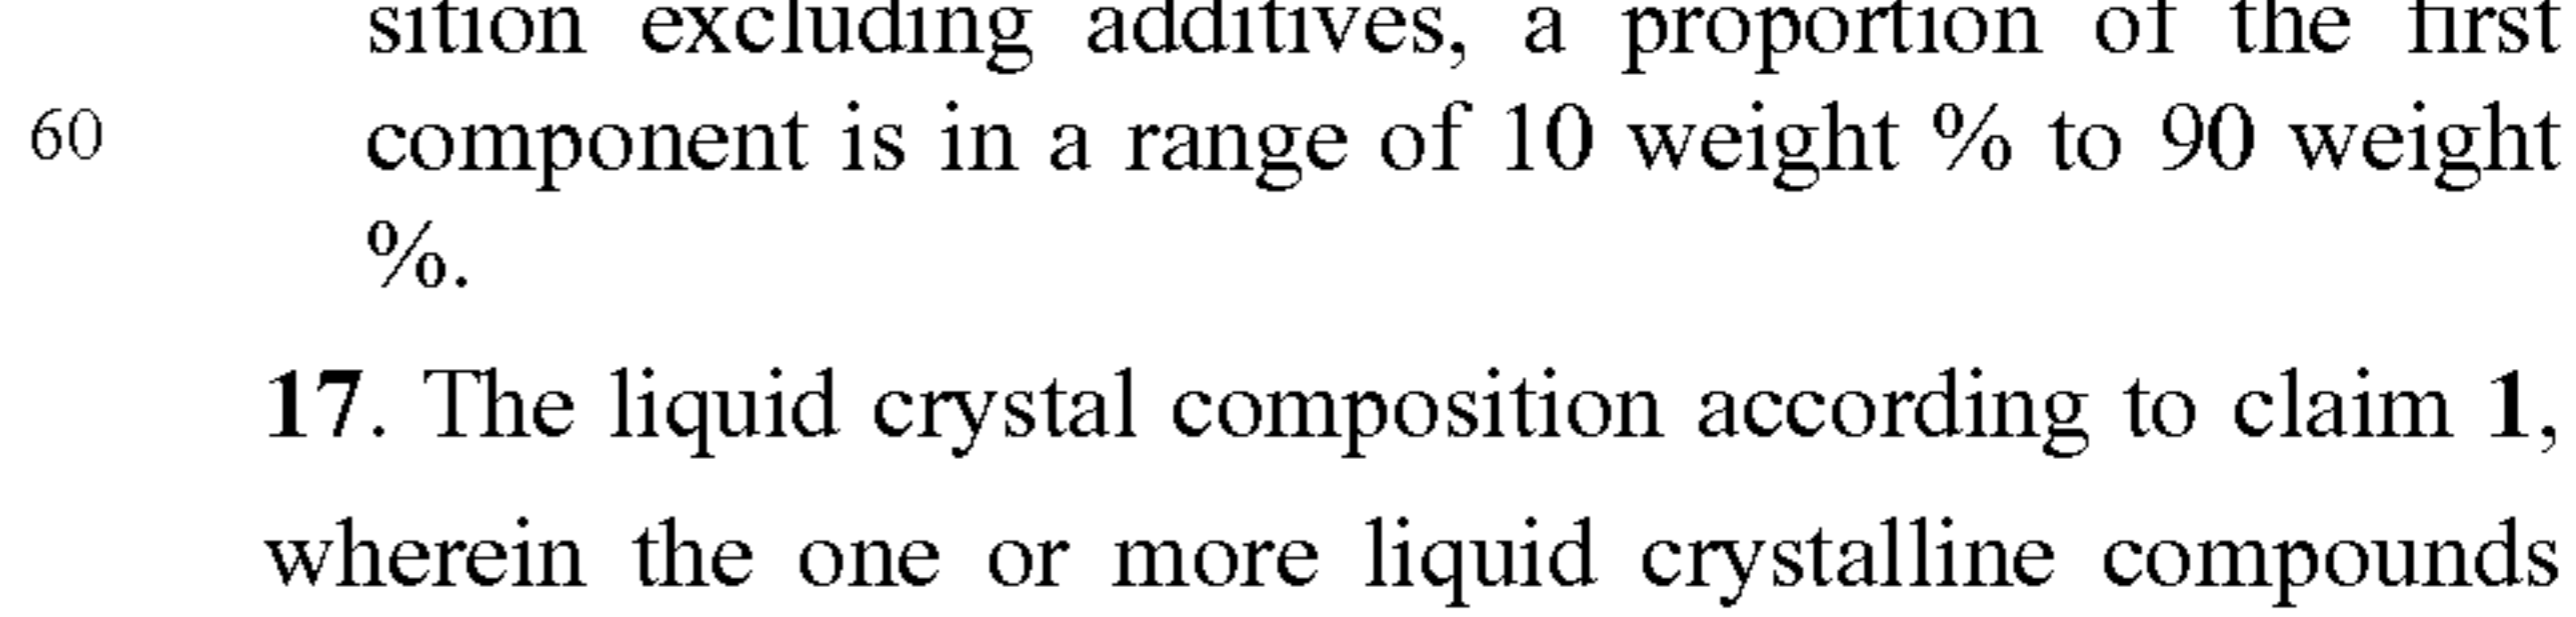 sition excluding additives, a proportion of the first
60 component is in a range of 10 weight % to 90 weight
%.
17. The liquid crystal composition according to claim 1,
wherein the one or more liquid crystalline compounds